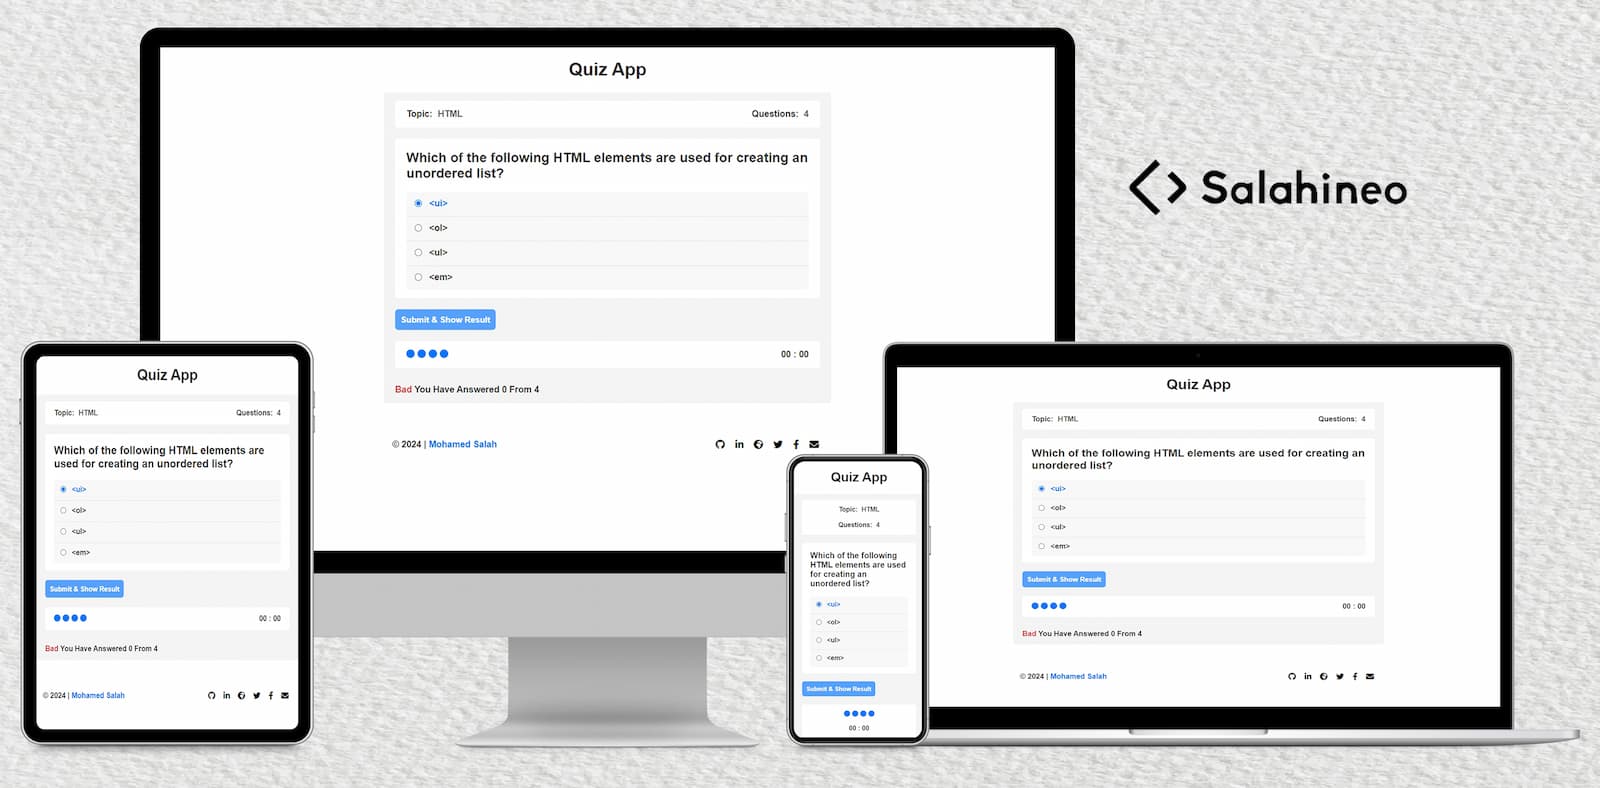 Quiz App
Topic: HTML
Questions: 4
Which of the following HTML elements are used for creating an
unordered list?
<ui>
<ol>
<ul>
<em>
Submit & Show Result
00 : 00
Bad You Have Answered 0 From 4
© 2024 | Mohamed Salah
Salahineo
Quiz App
Topic: HTML
Questions: 4
Which of the following HTML elements are
used for creating an unordered list?
<ui>
<ol>
<ul>
<em>
Submit & Show Result
00 : 00
Bad You Have Answered 0 From 4
© 2024 | Mohamed Salah
Quiz App
Topic: HTML
Questions: 4
Which of the following
HTML elements are used
for creating an
unordered list?
<ui>
<ol>
<ul>
<em>
Submit & Show Result
00 : 00
Quiz App
Topic: HTML
Questions: 4
Which of the following HTML elements are used for creating an
unordered list?
<ui>
<ol>
<ul>
<em>
Submit & Show Result
00 : 00
Bad You Have Answered 0 From 4
© 2024 | Mohamed Salah